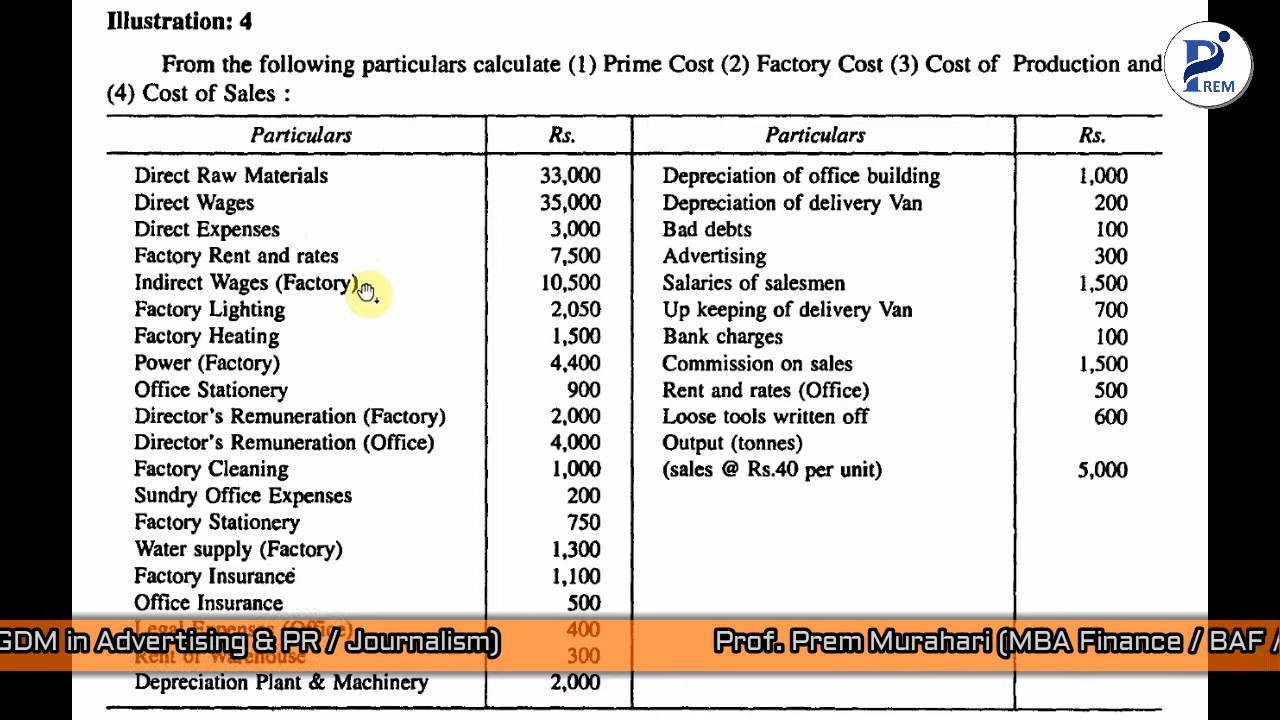 Illustration: 4
From the following particulars calculate (1) Prime Cost (2) Factory Cost (3) Cost of Production and
(4) Cost of Sales :
PREM
Particulars Rs. Particulars Rs.
Direct Raw Materials 33,000 Depreciation of office building 1,000
Direct Wages 35,000 Depreciation of delivery Van 200
Direct Expenses 3,000 Bad debts 100
Factory Rent and rates 7,500 Advertising 300
Indirect Wages (Factory) 10,500 Salaries of salesmen 1,500
Factory Lighting 2,050 Up keeping of delivery Van 700
Factory Heating 1,500 Bank charges 100
Power (Factory) 4,400 Commission on sales 1,500
Office Stationery 900 Rent and rates (Office) 500
Director's Remuneration (Factory) 2,000 Loose tools written off 600
Director's Remuneration (Office) 4,000 Output (tonnes)
Factory Cleaning 1,000 (sales @ Rs.40 per unit) 5,000
Sundry Office Expenses 200
Factory Stationery 750
Water supply (Factory) 1,300
Factory Insurance 1,100
Office Insurance 500
Legal Expenses (Office) 400
GDM in Advertising & PR / Journalism) Prof. Prem Murahari (MBA Finance / BAF /
Rent of Warehouse 300
Depreciation Plant & Machinery 2,000